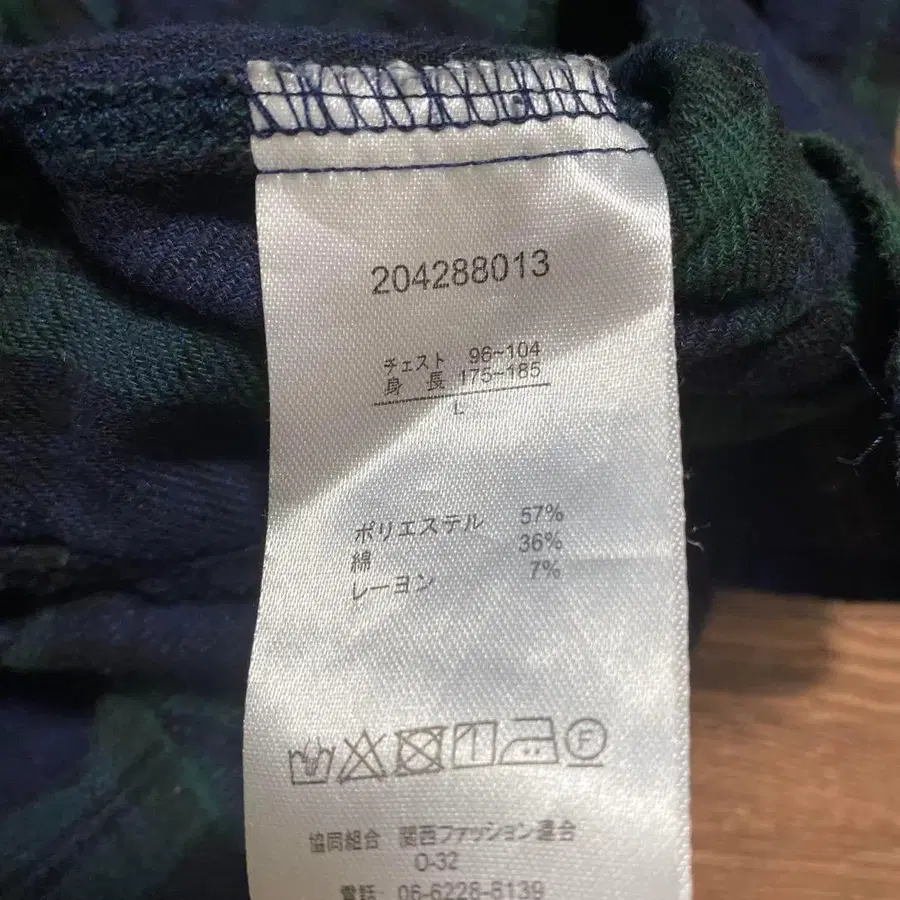 204288013
チェスト 96~104
身 長 175~185
L
ポリエステル 57%
綿 36%
レーヨン 7%
F
協同組合 関西ファッション連合
O-32
電話 06-6228-6139